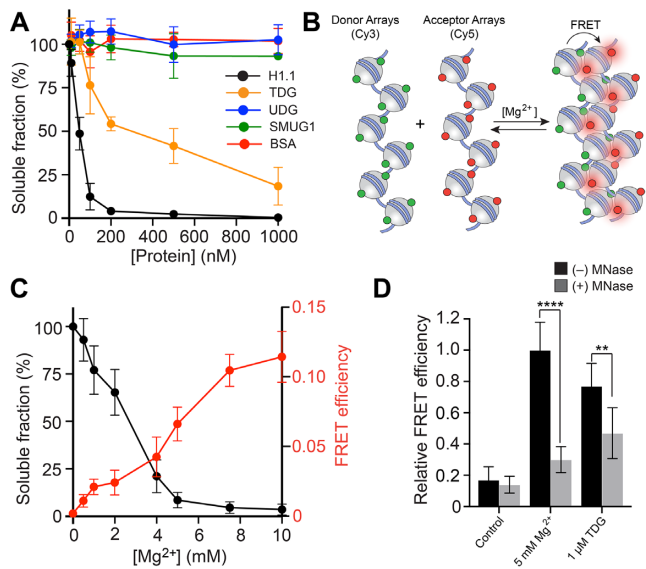 A
Soluble fraction (%)
100
75
50
25
0
0 200 400 600 800 1000
[Protein] (nM)
H1.1
TDG
UDG
SMUG1
BSA
B
Donor Arrays
(Cy3)
Acceptor Arrays
(Cy5)
FRET
+
[Mg²⁺]
C
Soluble fraction (%)
100
75
50
25
0
0 2 4 6 8 10
[Mg²⁺] (mM)
0.15
0.10
0.05
0
FRET efficiency
D
(–) MNase
(+) MNase
Relative FRET efficiency
1.2
1.0
0.8
0.6
0.4
0.2
0
****
**
Control
5 mM Mg²⁺
1 µM TDG